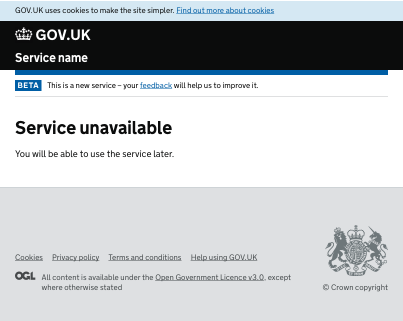 GOV.UK uses cookies to make the site simpler. Find out more about cookies
GOV.UK
Service name
BETA This is a new service – your feedback will help us to improve it.
Service unavailable
You will be able to use the service later.
Cookies Privacy policy Terms and conditions Help using GOV.UK
OGL All content is available under the Open Government Licence v3.0, except
where otherwise stated
© Crown copyright